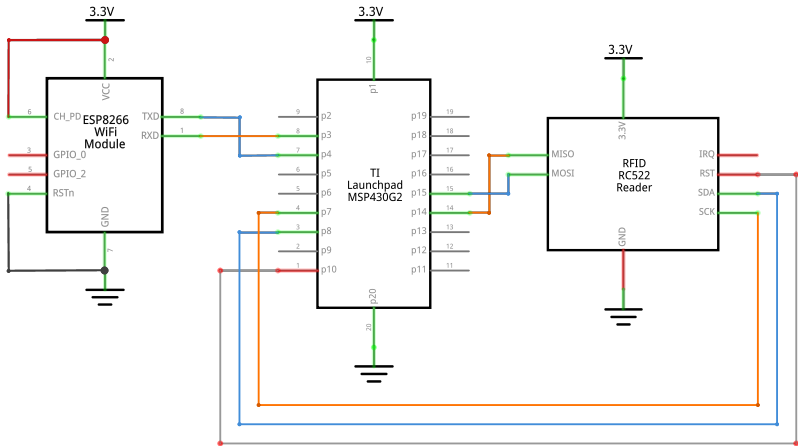 3.3V
3.3V
3.3V
2
VCC
6 CH_PD
ESP8266
WiFi
Module
TXD 8
RXD 1
3 GPIO_0
5 GPIO_2
4 RSTn
GND
7
10
p1
9 p2
8 p3
7 p4
6 p5
5 p6
4 p7
3 p8
2 p9
1 p10
TI
Launchpad
MSP430G2
p19 19
p18 18
p17 17
p16 16
p15 15
p14 14
p13 13
p12 12
p11 11
p20
20
3.3V
MISO
MOSI
RFID
RC522
Reader
IRQ
RST
SDA
SCK
GND